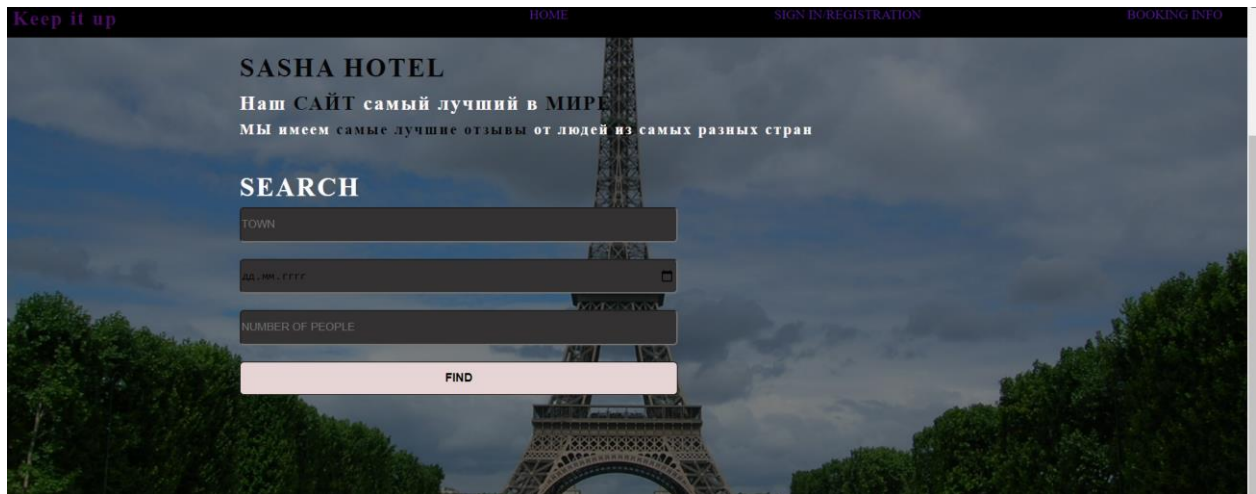 Keep it up HOME SIGN IN/REGISTRATION BOOKING INFO
SASHA HOTEL
Наш САЙТ самый лучший в МИРЕ
МЫ имеем самые лучшие отзывы от людей из самых разных стран
SEARCH
TOWN
дд.мм.гггг
NUMBER OF PEOPLE
FIND